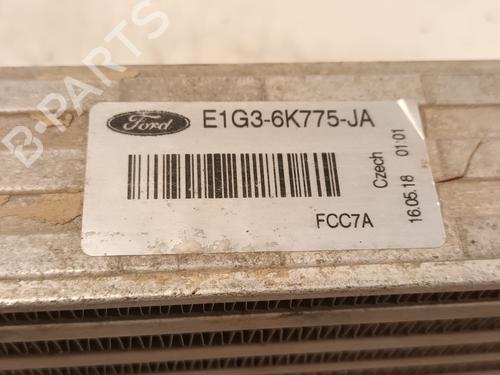 B-PARTS
Ford E1G3-6K775-JA
FCC7A
Czech 01:01
16.05.18